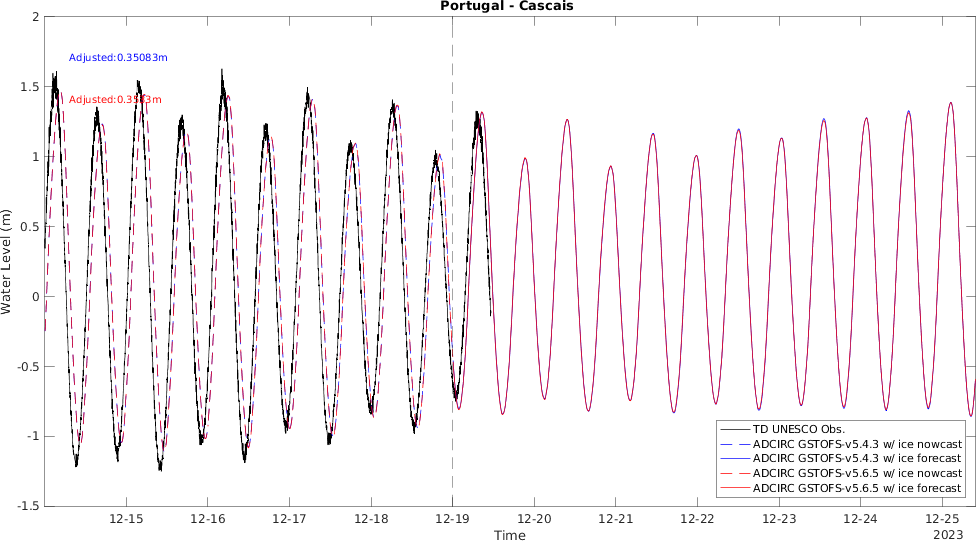 Portugal - Cascais
2
1.5
1
0.5
0
-0.5
-1
-1.5
Water Level (m)
Adjusted:0.35083m
Adjusted:0.3583m
TD UNESCO Obs.
ADCIRC GSTOFS-v5.4.3 w/ ice nowcast
ADCIRC GSTOFS-v5.4.3 w/ ice forecast
ADCIRC GSTOFS-v5.6.5 w/ ice nowcast
ADCIRC GSTOFS-v5.6.5 w/ ice forecast
12-15 12-16 12-17 12-18 12-19 12-20 12-21 12-22 12-23 12-24 12-25
Time 2023